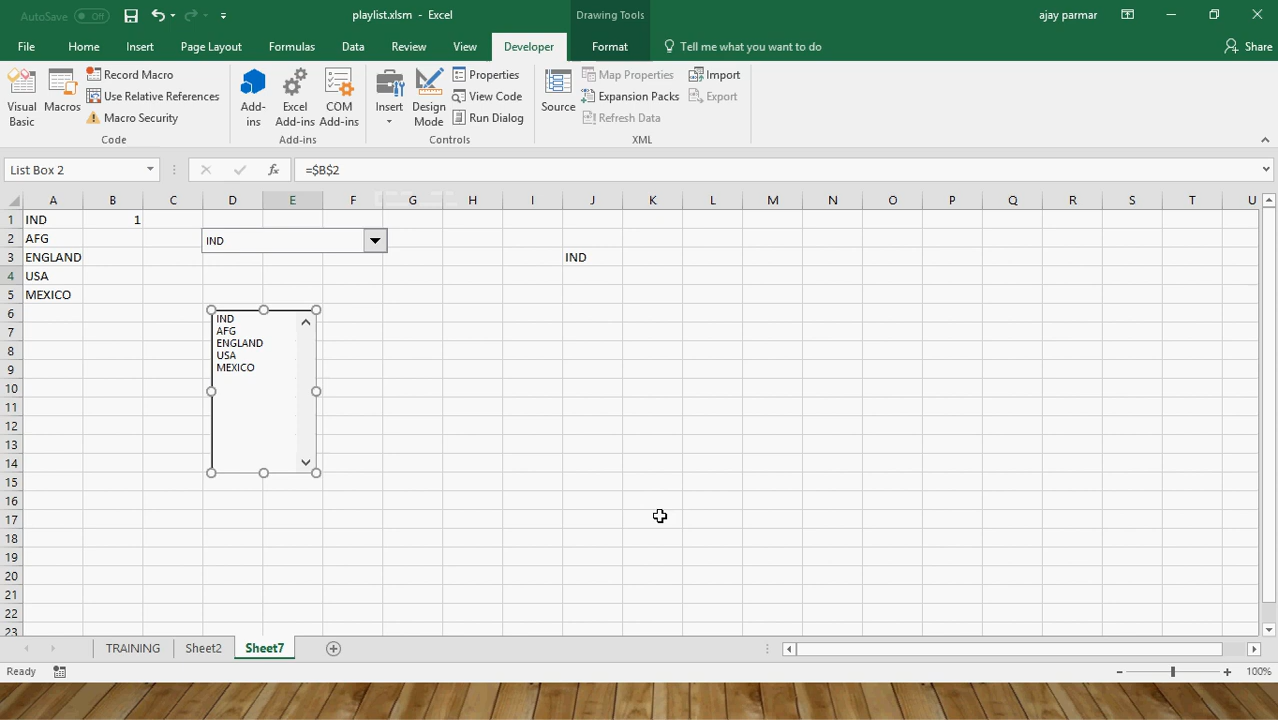 AutoSave Off playlist.xlsm - Excel Drawing Tools ajay parmar
File Home Insert Page Layout Formulas Data Review View Developer Format Tell me what you want to do Share
Visual Basic
Macros
Record Macro
Use Relative References
Macro Security
Code
Add-ins
Excel Add-ins
COM Add-ins
Add-ins
Insert
Design Mode
Properties
View Code
Run Dialog
Controls
Source
Map Properties
Expansion Packs
Refresh Data
Import
Export
XML
List Box 2 fx =$B$2
A B C D E F G H I J K L M N O P Q R S T U
1 IND 1
2 AFG IND
3 ENGLAND IND
4 USA
5 MEXICO
6 IND
7 AFG
8 ENGLAND
USA
9 MEXICO
10
11
12
13
14
15
16
17
18
19
20
21
22
23
TRAINING Sheet2 Sheet7
Ready 100%